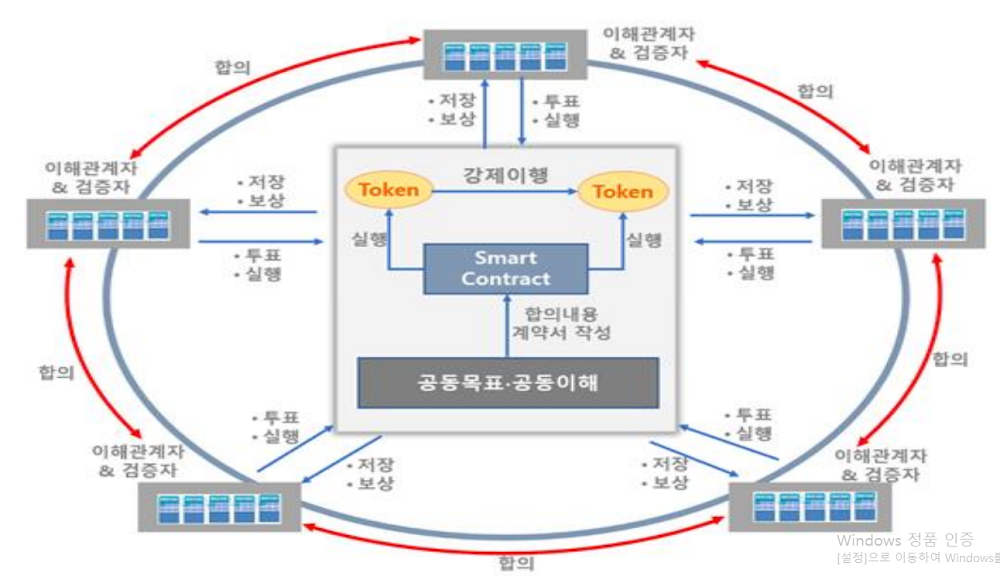 이해관계자
& 검증자
합의
합의
• 저장
• 보상
• 투표
• 실행
이해관계자
& 검증자
이해관계자
& 검증자
• 저장
• 보상
• 투표
• 실행
Token
강제이행
Token
실행
실행
Smart
Contract
합의내용
계약서 작성
공동목표·공동이해
• 저장
• 보상
• 투표
• 실행
합의
합의
• 투표
• 실행
• 저장
• 보상
• 투표
• 실행
• 저장
• 보상
이해관계자
& 검증자
이해관계자
& 검증자
합의
Windows 정품 인증
[설정]으로 이동하여 Windows를